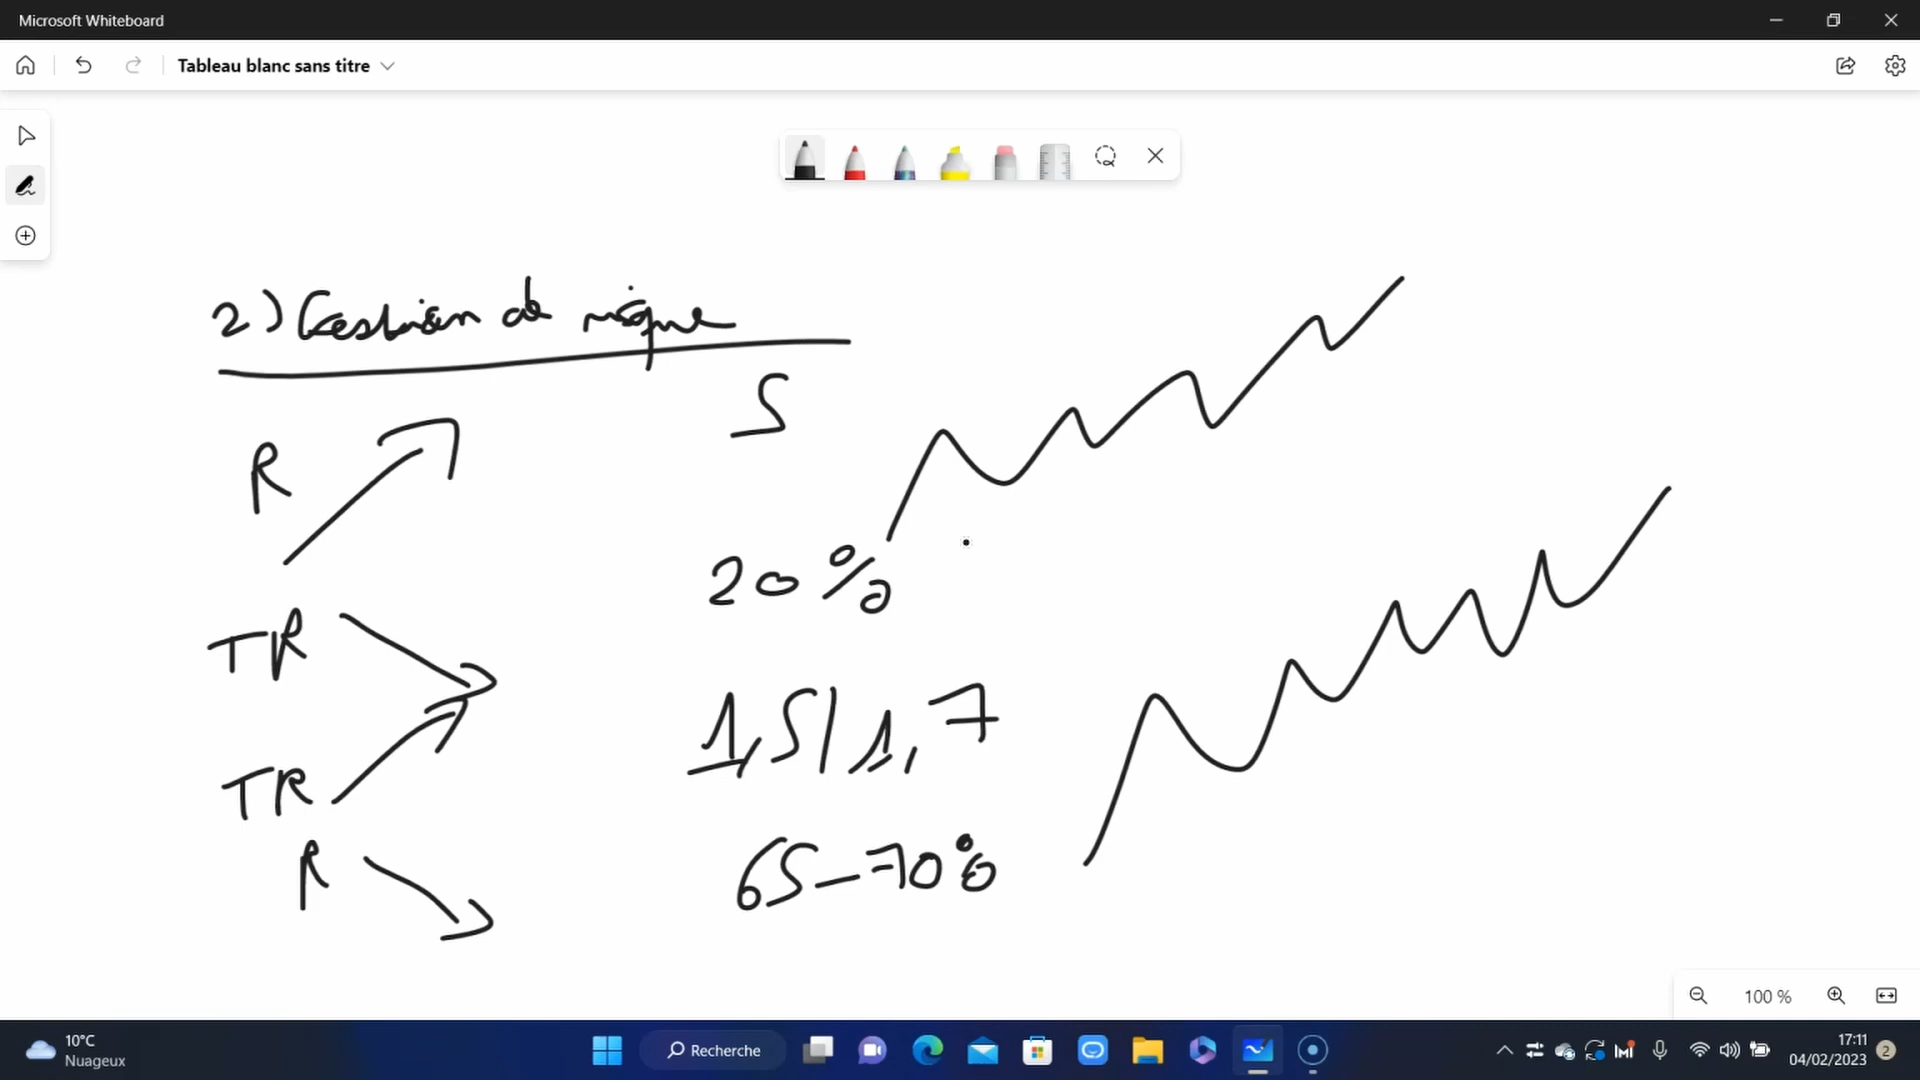 Microsoft Whiteboard
Tableau blanc sans titre
2) Gestion de risque
R
S
20%
TR
1,5/1,7
TR
R
65-70%
100 %
10°C
Nuageux
Recherche
17:11
04/02/2023
2